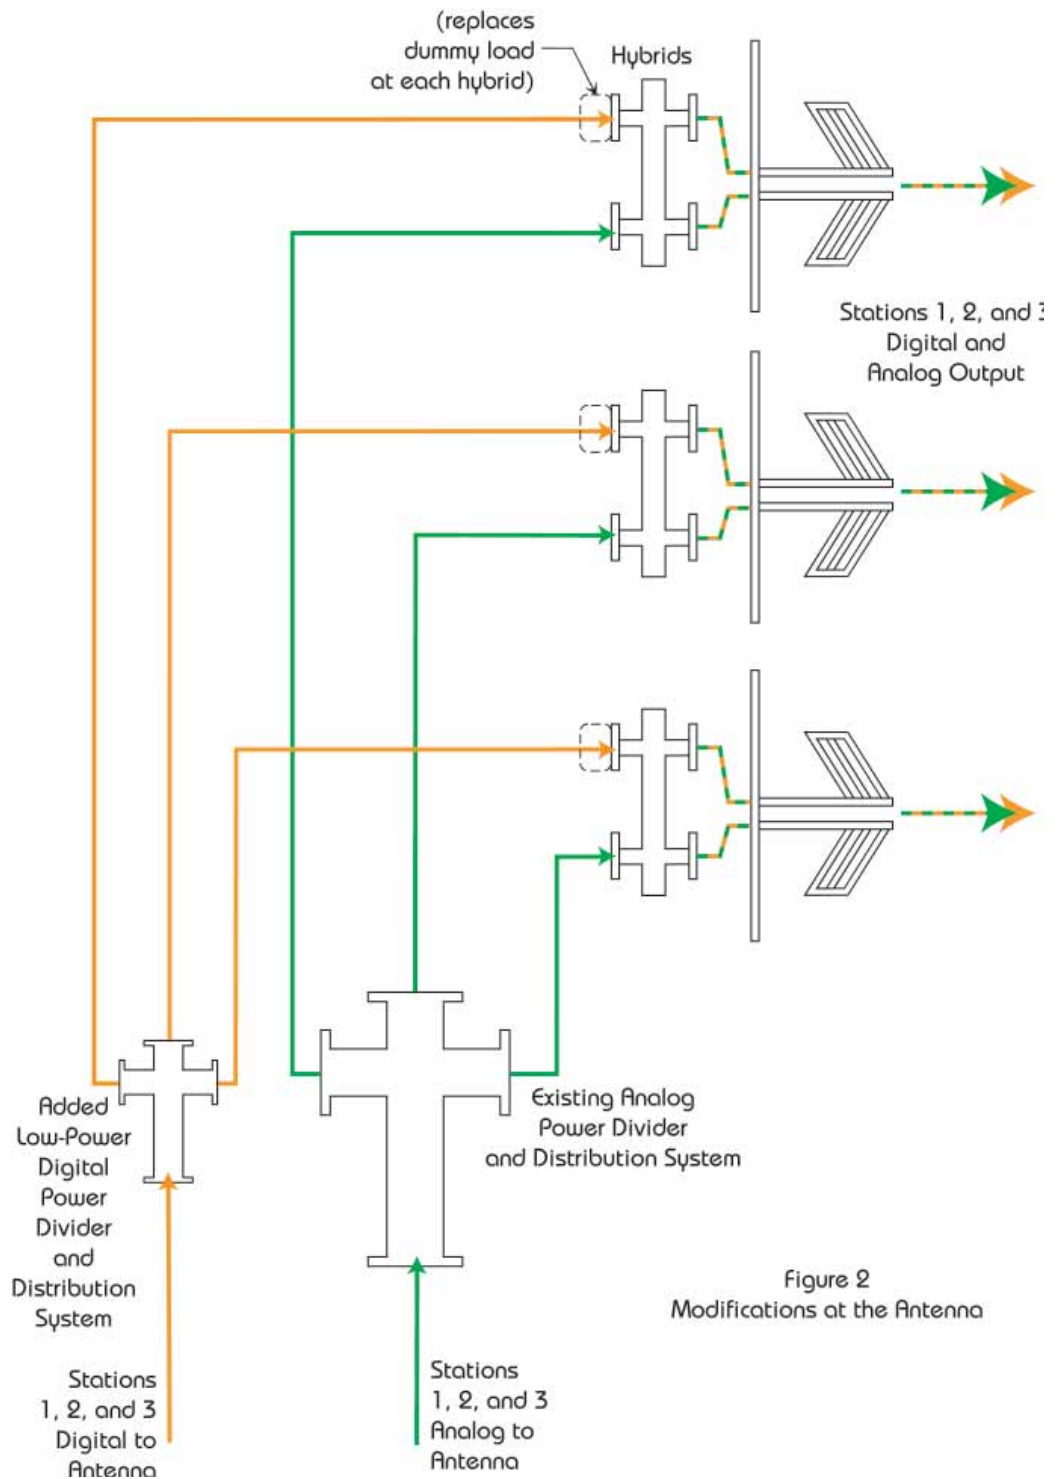 (replaces
dummy load
at each hybrid)
Hybrids
Stations 1, 2, and 3
Digital and
Analog Output
Existing Analog
Power Divider
and Distribution System
Added
Low-Power
Digital
Power
Divider
and
Distribution
System
Figure 2
Modifications at the Antenna
Stations
1, 2, and 3
Digital to
Antenna
Stations
1, 2, and 3
Analog to
Antenna